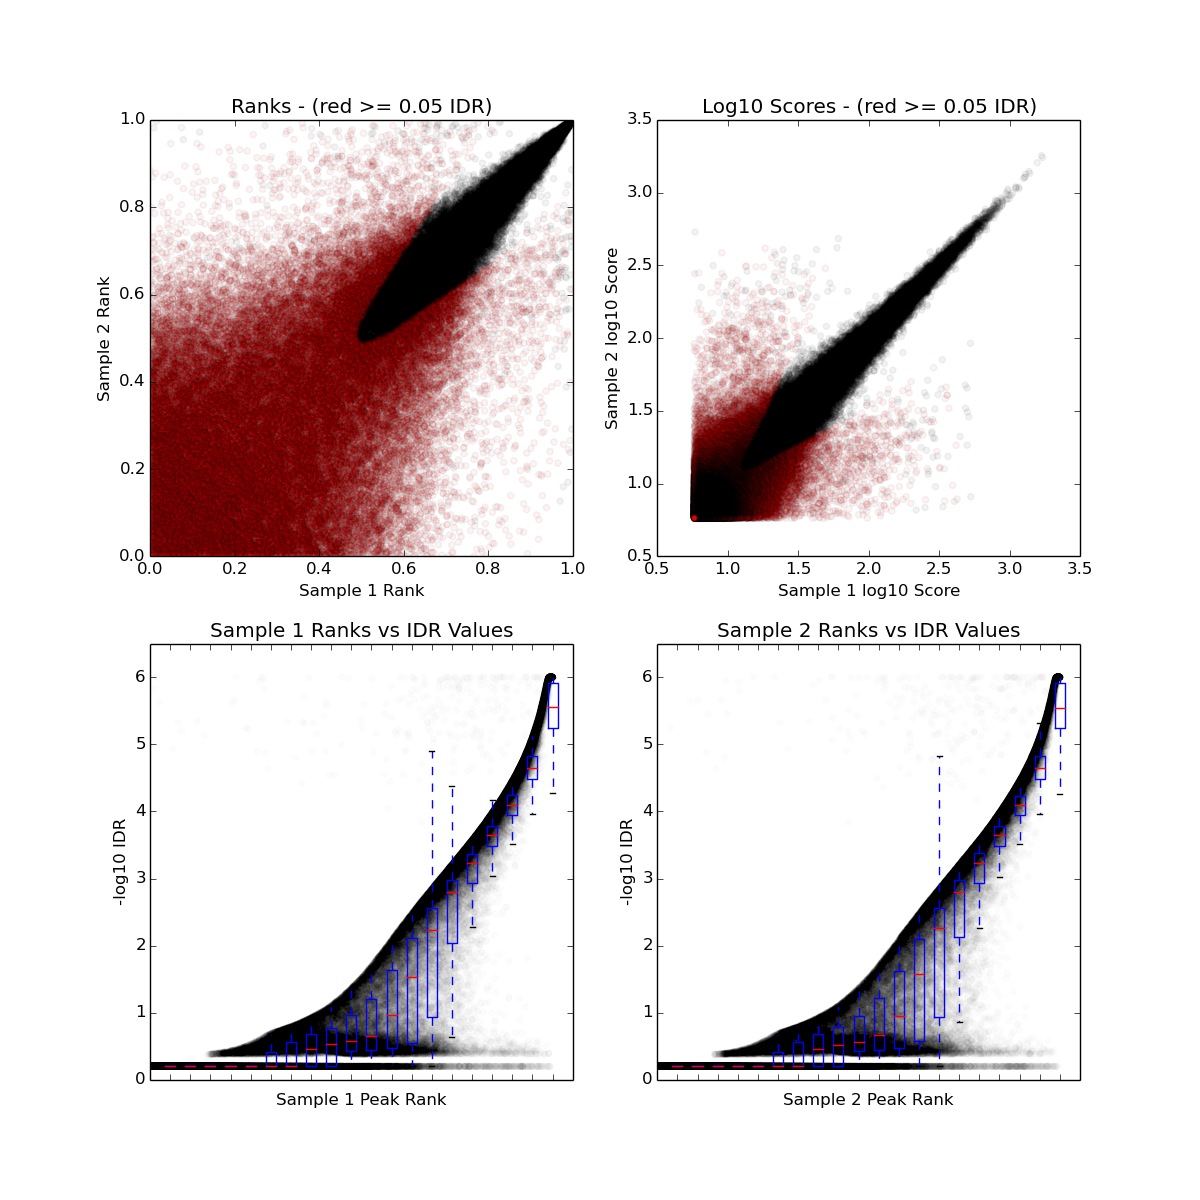 Ranks - (red >= 0.05 IDR)
1.0
0.8
0.6
0.4
0.2
0.0
Sample 2 Rank
0.0 0.2 0.4 0.6 0.8 1.0
Sample 1 Rank
Log10 Scores - (red >= 0.05 IDR)
3.5
3.0
2.5
2.0
1.5
1.0
0.5
Sample 2 log10 Score
0.5 1.0 1.5 2.0 2.5 3.0 3.5
Sample 1 log10 Score
Sample 1 Ranks vs IDR Values
6
5
4
3
2
1
0
-log10 IDR
Sample 1 Peak Rank
Sample 2 Ranks vs IDR Values
6
5
4
3
2
1
0
-log10 IDR
Sample 2 Peak Rank